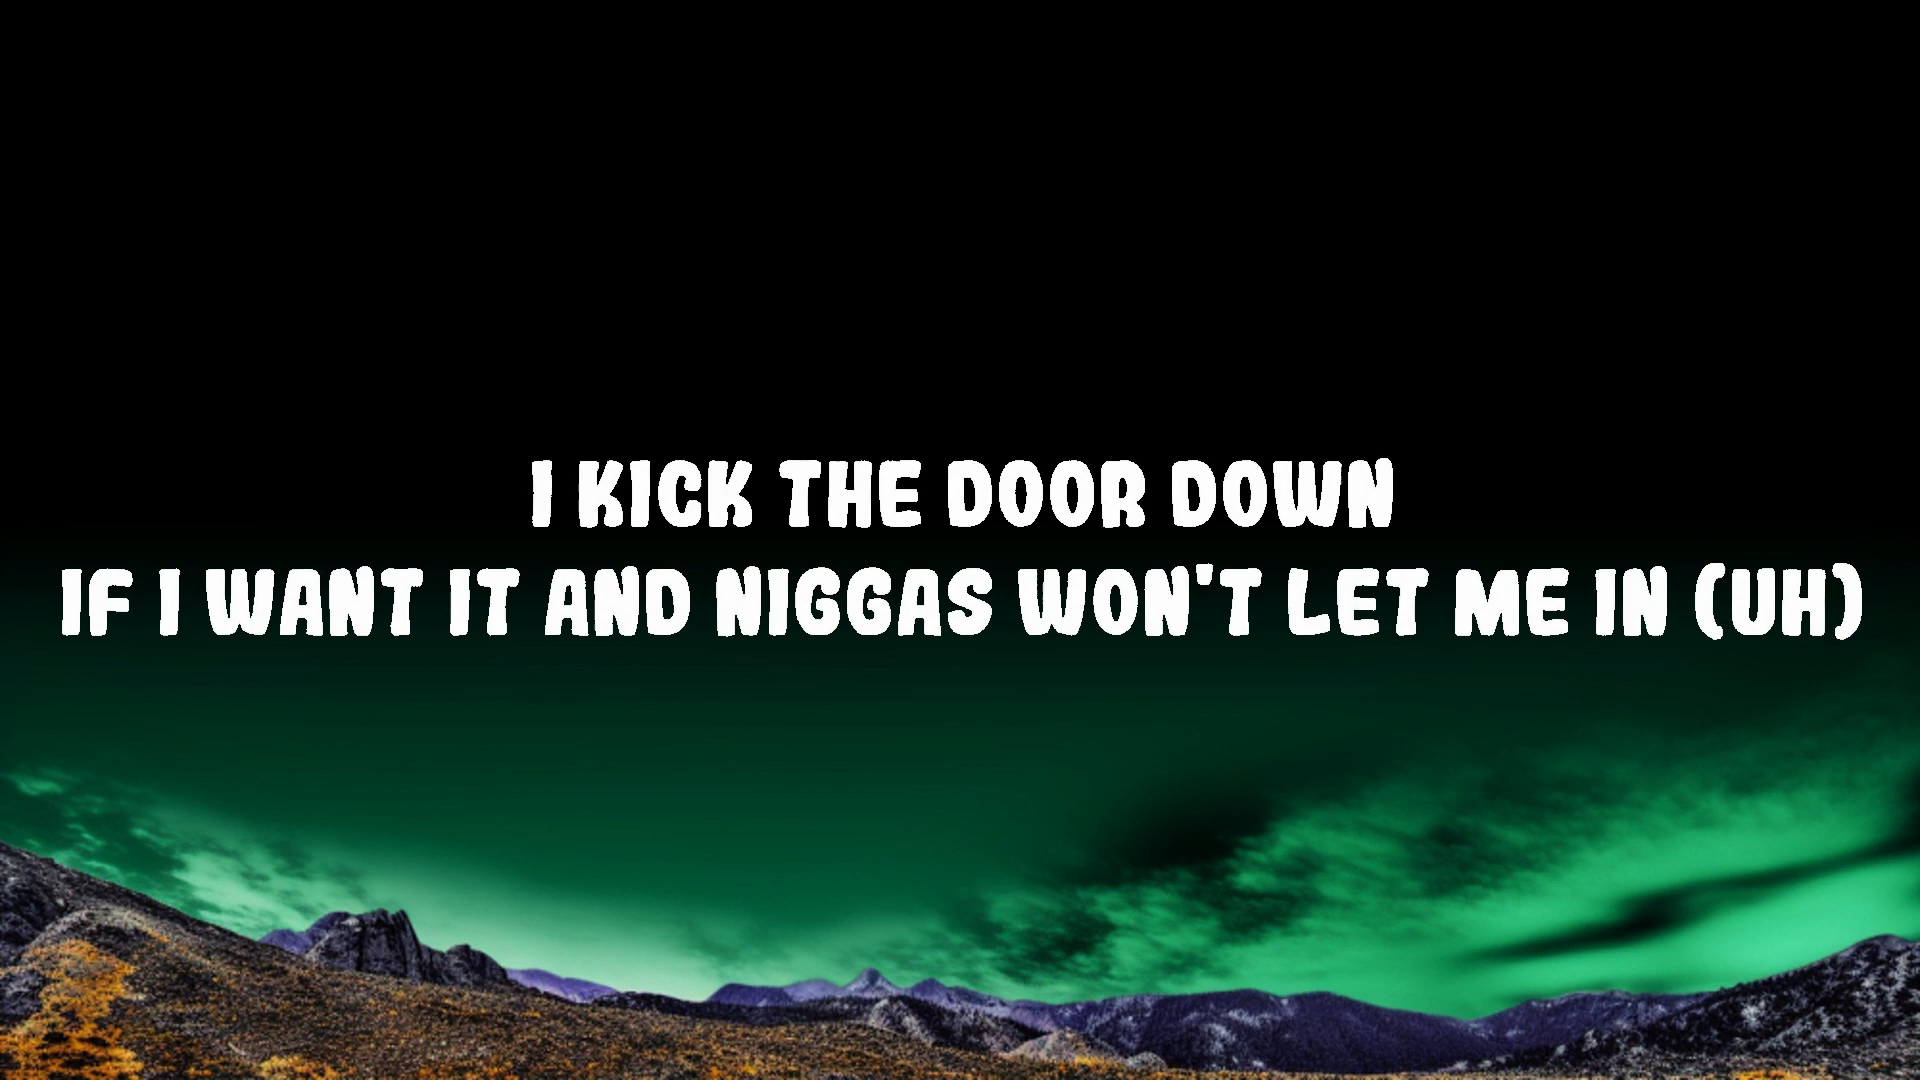 I KICK THE DOOR DOWN
IF I WANT IT AND NIGGAS WON'T LET ME IN (UH)